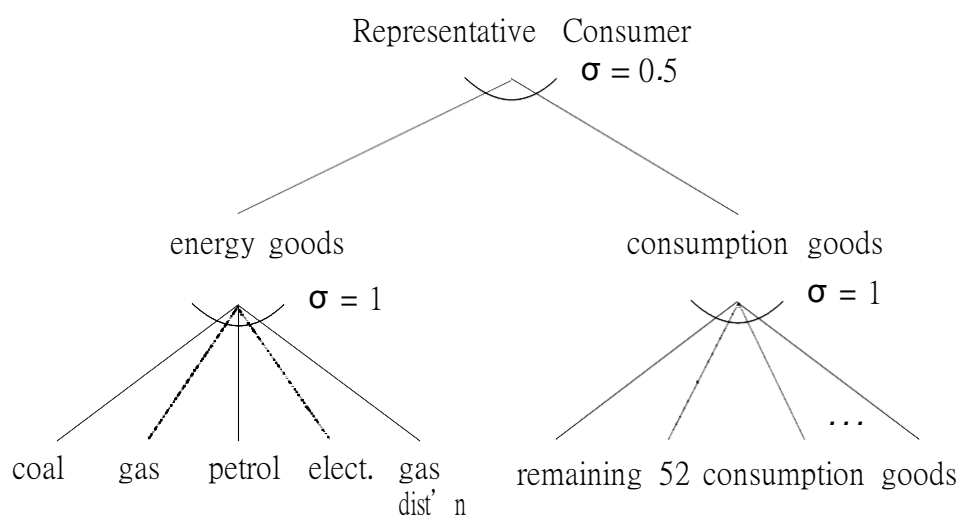 Representative Consumer
σ = 0.5
energy goods
consumption goods
σ = 1
σ = 1
...
coal gas petrol elect. gas
dist' n
remaining 52 consumption goods